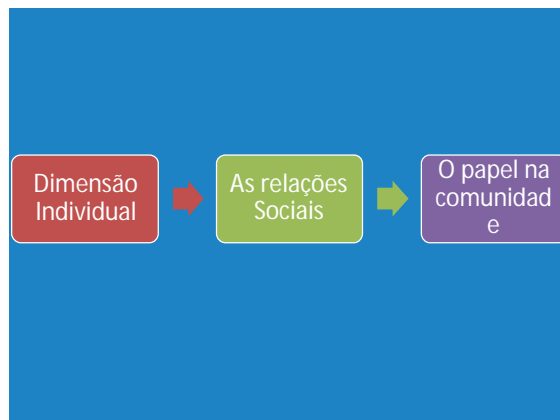 Dimensão
Individual
As relações
Sociais
O papel na
comunidad
e